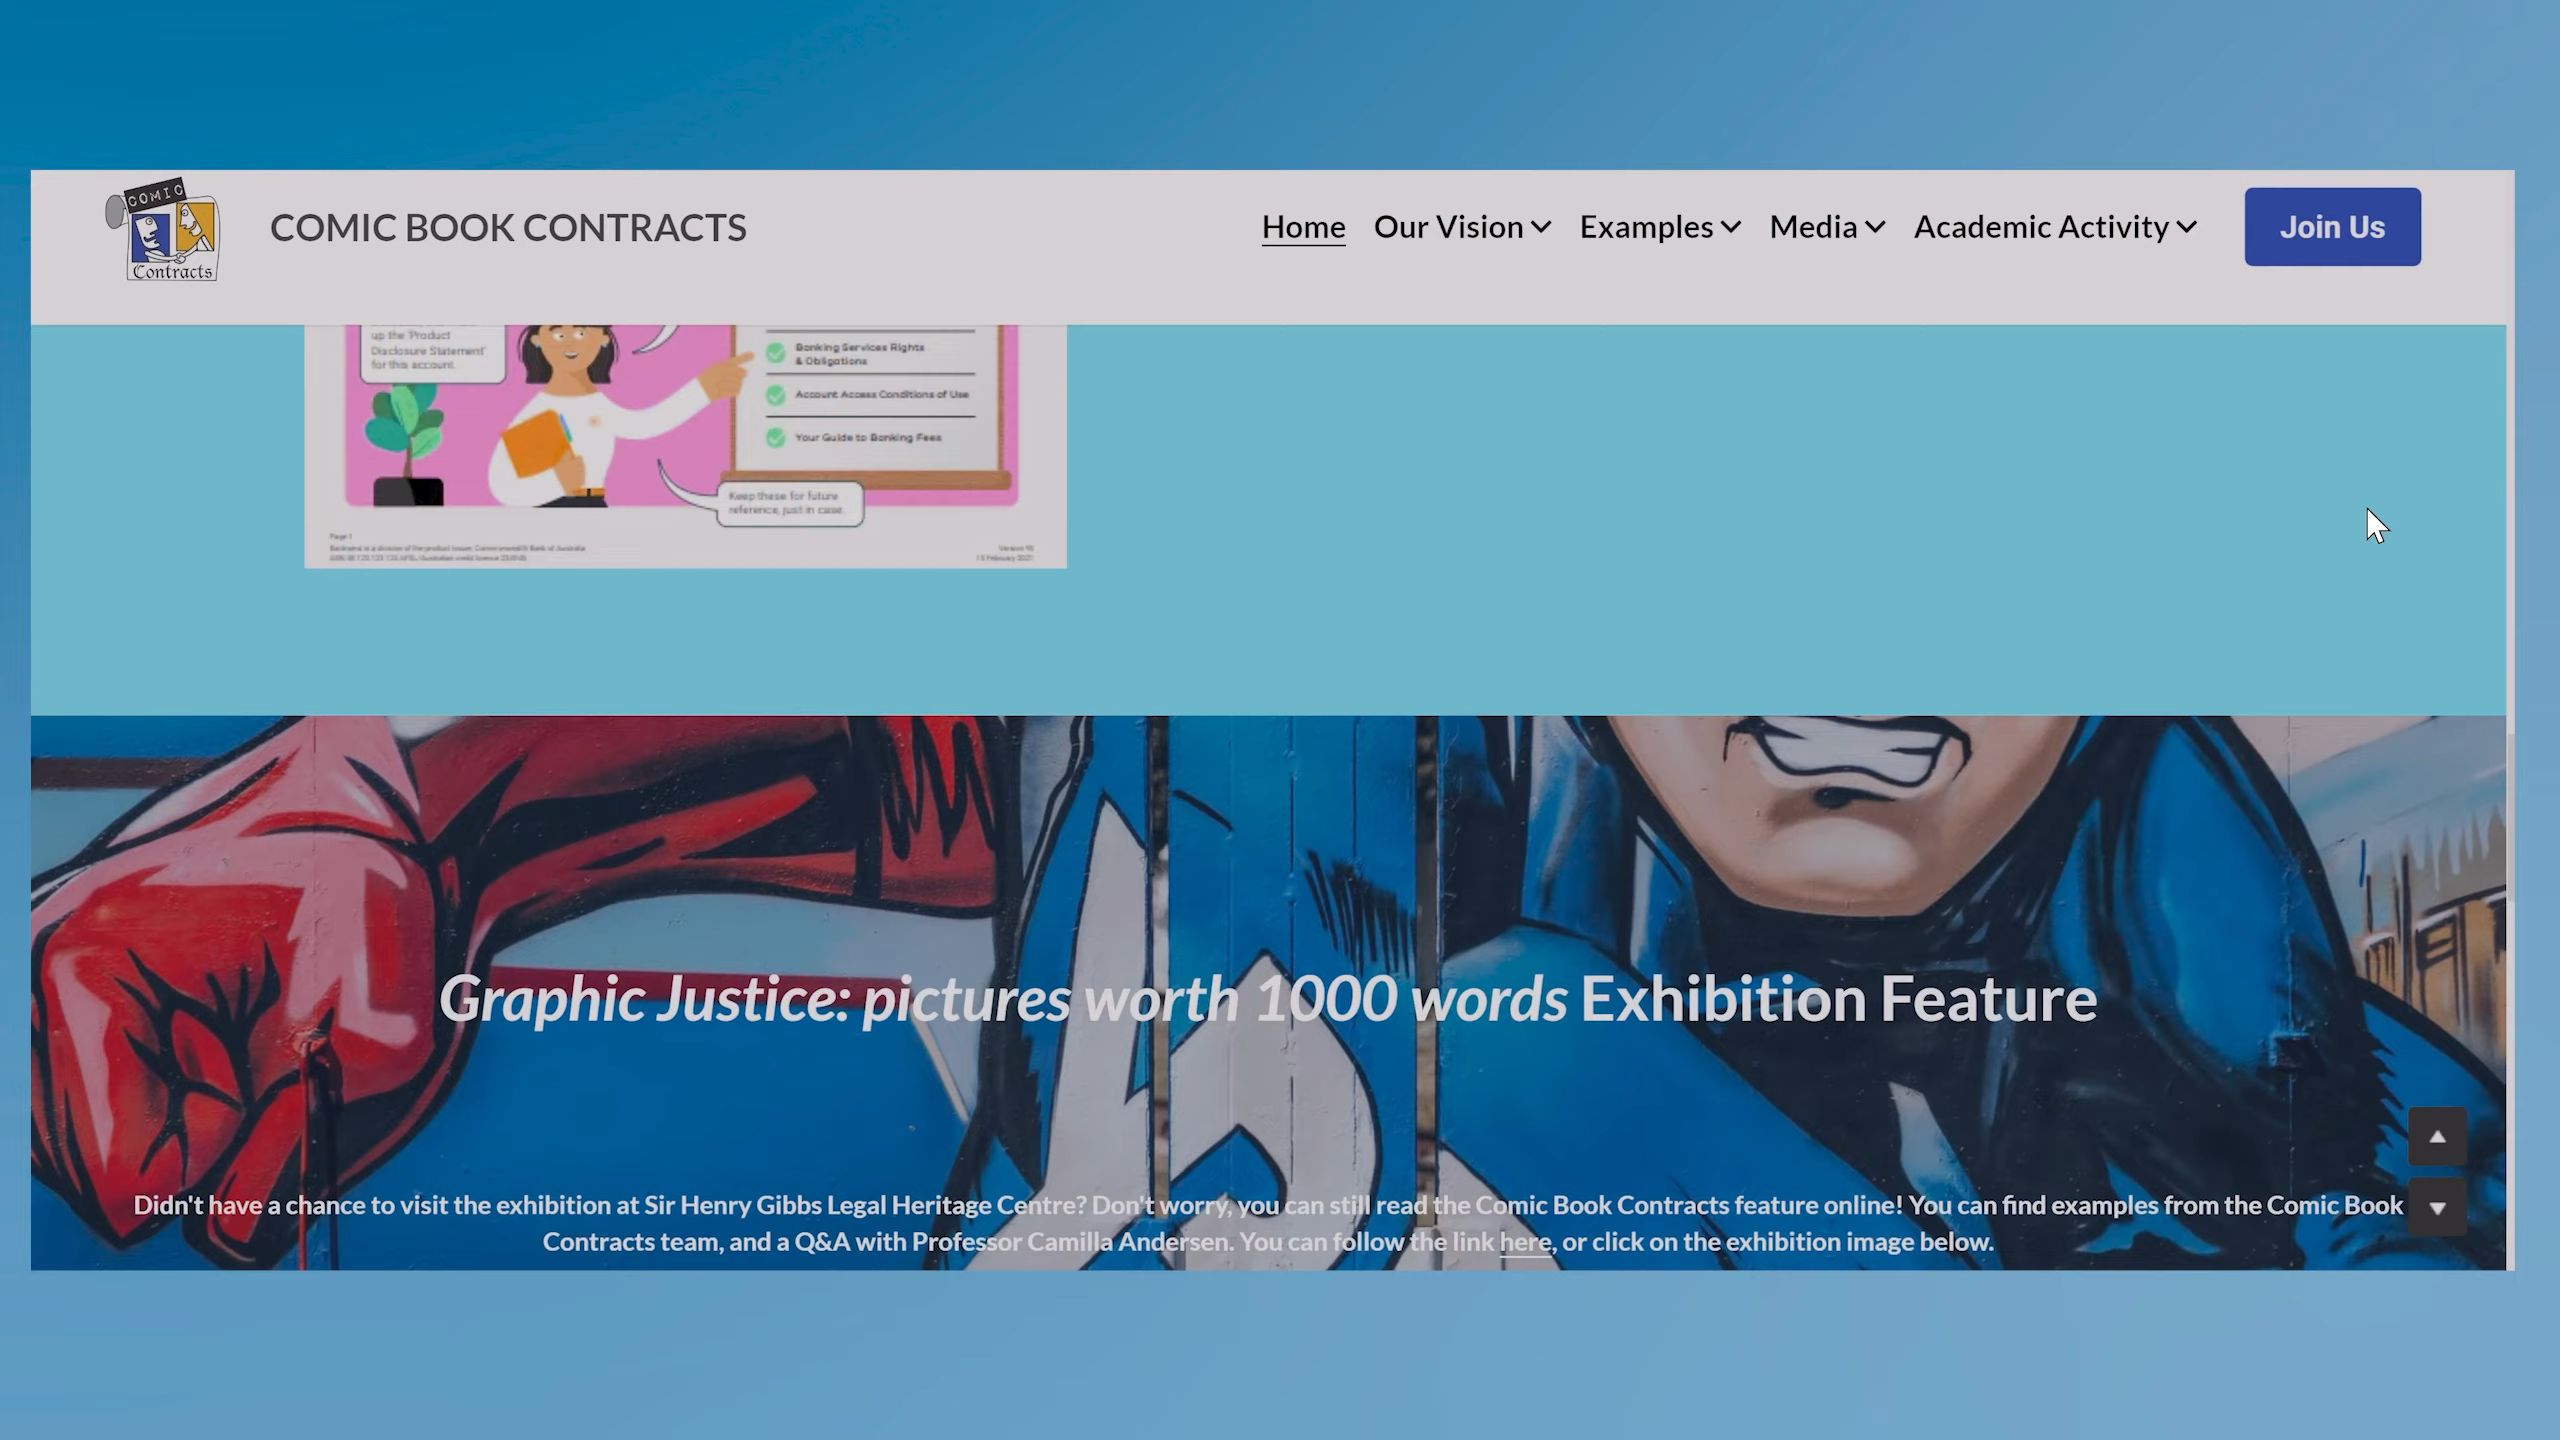 COMIC
Contracts
COMIC BOOK CONTRACTS
Home
Our Vision
Examples
Media
Academic Activity
Join Us
up the 'Product
Disclosure Statement'
for this account.
Banking Services Rights
& Obligations
Account Access Conditions of Use
Your Guide to Banking Fees
Keep these for future
reference, just in case.
Page 1
Graphic Justice: pictures worth 1000 words Exhibition Feature
Didn't have a chance to visit the exhibition at Sir Henry Gibbs Legal Heritage Centre? Don't worry, you can still read the Comic Book Contracts feature online! You can find examples from the Comic Book
Contracts team, and a Q&A with Professor Camilla Andersen. You can follow the link here, or click on the exhibition image below.